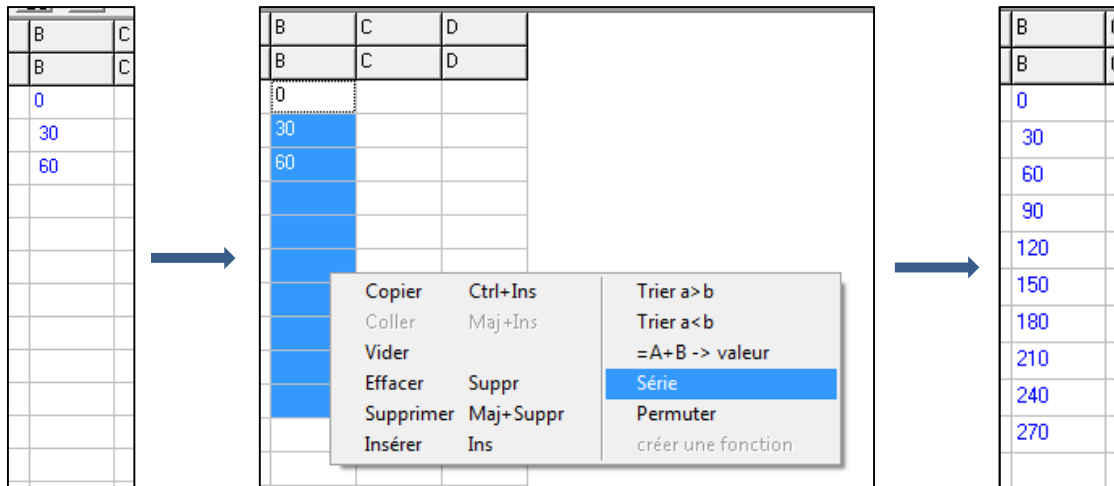 B C
B C
0
30
60
B C D
B C D
0
30
60
Copier Ctrl+Ins
Coller Maj+Ins
Vider
Effacer Suppr
Supprimer Maj+Suppr
Insérer Ins
Trier a>b
Trier a<b
=A+B -> valeur
Série
Permuter
créer une fonction
B
B
0
30
60
90
120
150
180
210
240
270